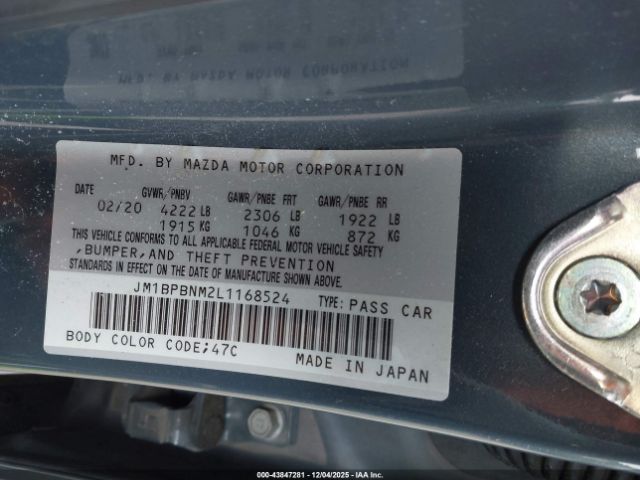 MFD. BY MAZDA MOTOR CORPORATION
DATE GVWR/PNBV GAWR/PNBE FRT GAWR/PNBE RR
02/20 4222 LB 2306 LB 1922 LB
1915 KG 1046 KG 872 KG
THIS VEHICLE CONFORMS TO ALL APPLICABLE FEDERAL MOTOR VEHICLE SAFETY
,BUMPER,AND THEFT PREVENTION
STANDARDS IN EFFECT ON THE DATE OF MANUFACTURE SHOWN ABOVE.
JM1BPBNM2L1168524 TYPE: PASS CAR
BODY COLOR CODE;47C
MADE IN JAPAN
000-43847281 - 12/04/2025 - IAA Inc.